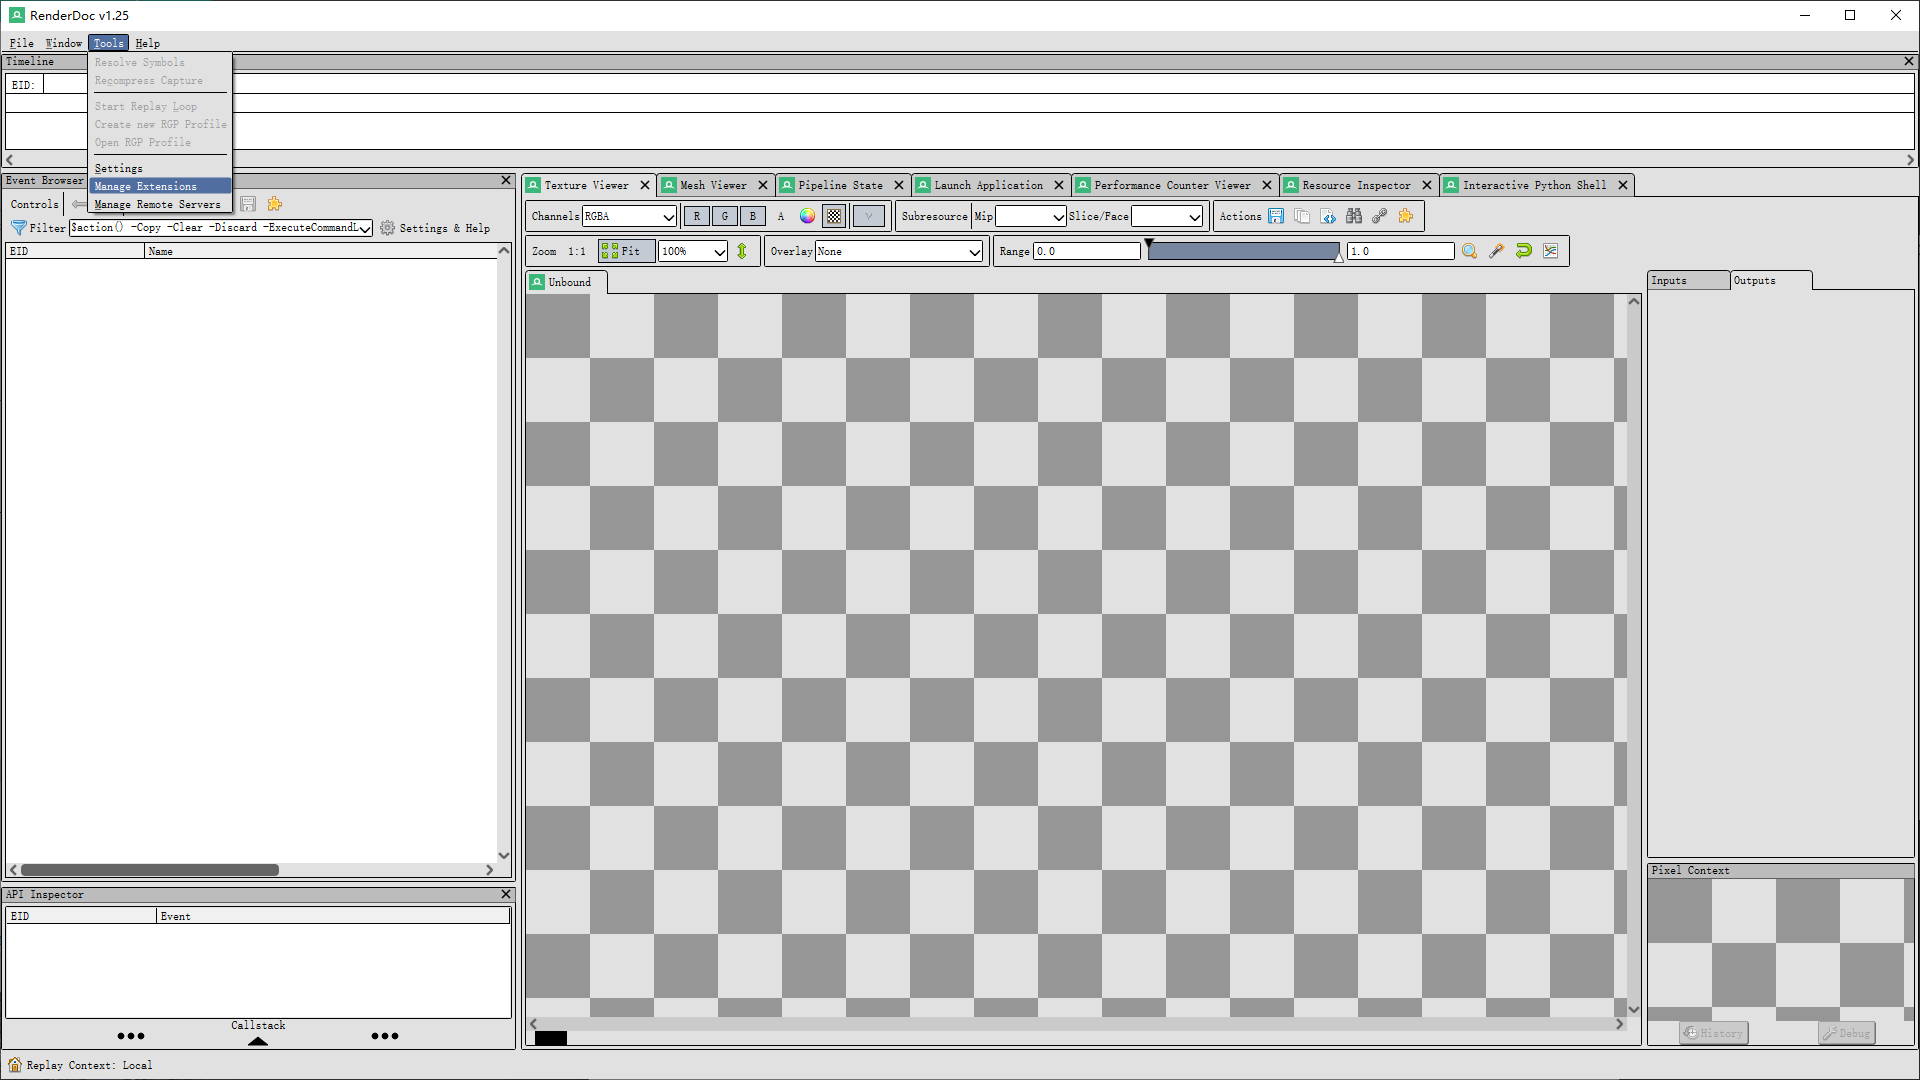 RenderDoc v1.25
File Window Tools Help
Timeline
EID:
Resolve Symbols
Recompress Capture
Start Replay Loop
Create new RGP Profile
Open RGP Profile
Settings
Manage Extensions
Manage Remote Servers
Event Browser
Controls
Filter $action() -Copy -Clear -Discard -ExecuteCommandL Settings & Help
EID Name
Texture Viewer Mesh Viewer Pipeline State Launch Application Performance Counter Viewer Resource Inspector Interactive Python Shell
Channels RGBA R G B A γ Subresource Mip Slice/Face Actions
Zoom 1:1 Fit 100% Overlay None Range 0.0 1.0
Unbound
Inputs Outputs
Pixel Context
History Debug
API Inspector
EID Event
Callstack
Replay Context: Local